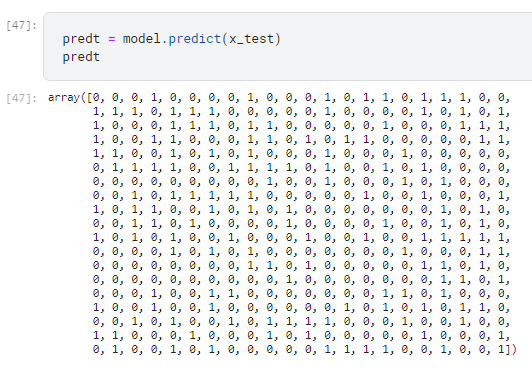 [47]:
predt = model.predict(x_test)
predt
[47]:
array([0, 0, 0, 1, 0, 0, 0, 0, 1, 0, 0, 0, 1, 0, 1, 1, 0, 1, 1, 1, 0, 0,
1, 1, 1, 0, 1, 1, 1, 0, 0, 0, 0, 0, 1, 0, 0, 0, 1, 0, 1, 0, 1,
1, 0, 0, 0, 1, 1, 1, 0, 1, 1, 0, 0, 0, 0, 0, 1, 0, 0, 0, 1, 1, 1,
1, 0, 0, 1, 1, 0, 0, 0, 1, 1, 0, 1, 0, 1, 1, 0, 0, 0, 0, 0, 1, 1,
1, 1, 0, 0, 1, 0, 1, 0, 1, 0, 0, 0, 1, 0, 0, 0, 1, 0, 0, 0, 0, 0,
0, 1, 1, 1, 1, 0, 0, 1, 1, 1, 1, 0, 1, 0, 0, 1, 0, 1, 0, 0, 0, 0,
0, 0, 0, 0, 0, 0, 0, 0, 1, 0, 1, 0, 0, 0, 1, 0, 1, 0, 0, 0,
0, 0, 1, 0, 1, 1, 1, 1, 1, 0, 0, 0, 0, 0, 1, 0, 0, 1, 0, 0, 0, 1,
1, 0, 1, 1, 0, 0, 1, 0, 1, 0, 1, 0, 0, 0, 0, 0, 0, 0, 1, 0, 1, 0,
0, 0, 1, 1, 0, 1, 0, 0, 0, 0, 1, 0, 0, 0, 0, 1, 0, 0, 1, 0, 1, 1,
1, 0, 1, 0, 1, 0, 0, 1, 0, 0, 0, 1, 0, 0, 1, 0, 0, 1, 1, 1, 1, 1,
0, 0, 0, 0, 1, 0, 1, 0, 1, 0, 0, 0, 0, 0, 0, 0, 1, 0, 0, 0, 1, 1,
0, 0, 0, 0, 0, 0, 0, 0, 1, 1, 0, 1, 0, 0, 0, 0, 0, 1, 1, 0, 1, 0,
0, 0, 0, 0, 0, 0, 0, 0, 0, 0, 1, 0, 0, 0, 0, 0, 0, 0, 1, 1, 0, 1,
0, 0, 0, 1, 0, 0, 1, 1, 0, 0, 0, 0, 0, 0, 0, 1, 1, 0, 1, 0, 0, 0,
1, 0, 0, 1, 0, 0, 1, 0, 0, 0, 0, 0, 0, 1, 0, 1, 0, 1, 0, 1, 1, 0,
0, 0, 1, 0, 1, 0, 0, 1, 0, 1, 1, 1, 1, 0, 0, 0, 1, 0, 0, 1, 0, 0,
1, 1, 0, 0, 0, 1, 0, 0, 0, 1, 0, 1, 0, 0, 0, 0, 0, 1, 0, 0, 0, 1,
0, 1, 0, 0, 1, 0, 1, 0, 0, 0, 0, 0, 1, 1, 1, 1, 0, 0, 1, 0, 0, 1])